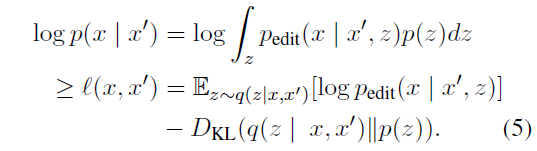 log p(x | x′) = log ∫_z p_edit(x | x′, z)p(z)dz
≥ ℓ(x, x′) = 𝔼_{z∼q(z|x,x′)}[log p_edit(x | x′, z)]
− D_KL(q(z | x, x′)‖p(z)). (5)